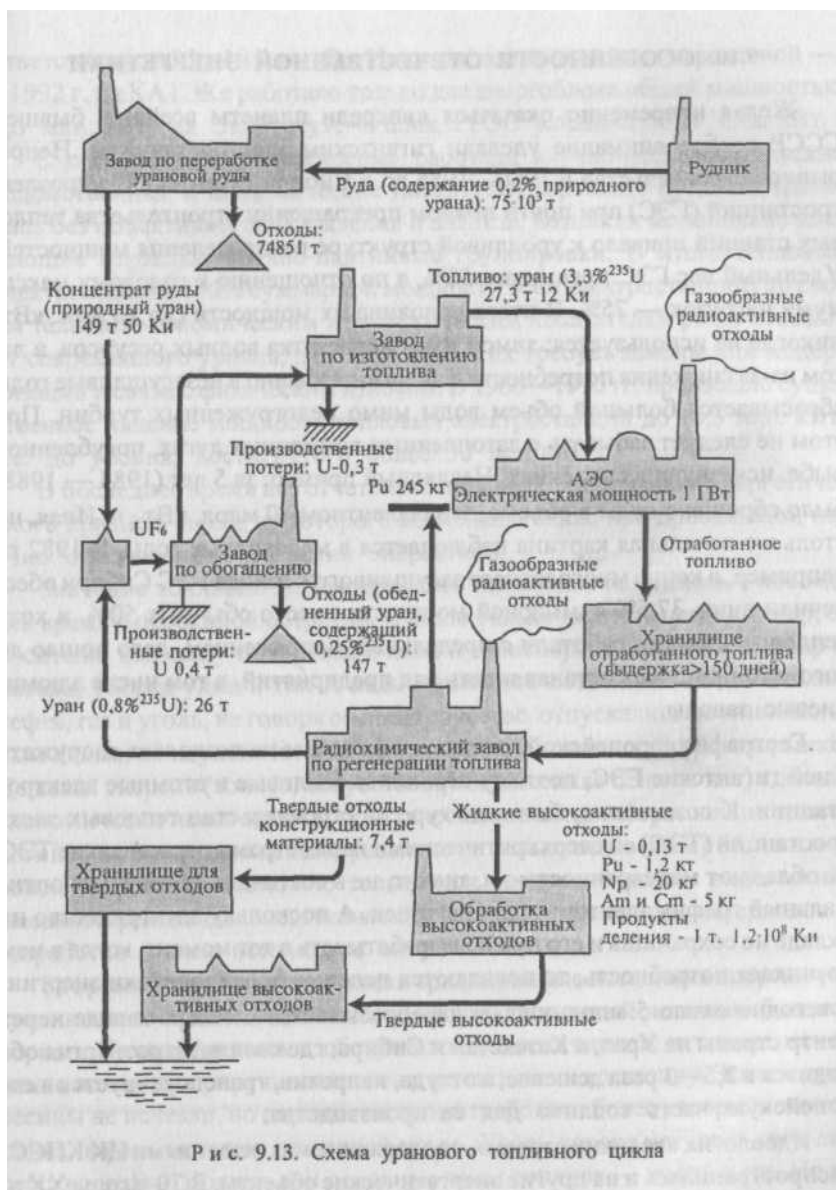 Завод по переработке
урановой руды
Руда (содержание 0,2% природного
урана): 75·10³ т
Рудник
Отходы:
74851 т
Концентрат руды
(природный уран)
149 т 50 Ки
Топливо: уран (3,3%²³⁵U
27,3 т 12 Ки
Газообразные
радиоактивные
отходы
Завод
по изготовлению
топлива
Производственные
потери: U-0,3 т
Pu 245 кг
АЭС
Электрическая мощность 1 ГВт
UF₆
Завод
по обогащению
Отходы (обед-
ненный уран,
содержащий
0,25%²³⁵U):
147 т
Производствен-
ные потери:
U 0,4 т
Газообразные
радиоактивные
отходы
Отработанное
топливо
Хранилище
отработанного топлива
(выдержка>150 дней)
Уран (0,8%²³⁵U): 26 т
Радиохимический завод
по регенерации топлива
Твердые отходы
конструкционные
материалы: 7,4 т
Жидкие высокоактивные
отходы:
U - 0,13 т
Pu - 1,2 кг
Np - 20 кг
Am и Cm - 5 кг
Продукты
деления - 1 т. 1,2·10⁸ Ки
Хранилище для
твердых отходов
Обработка
высокоактивных
отходов
Хранилище высокоак-
тивных отходов
Твердые высокоактивные
отходы
Рис. 9.13. Схема уранового топливного цикла